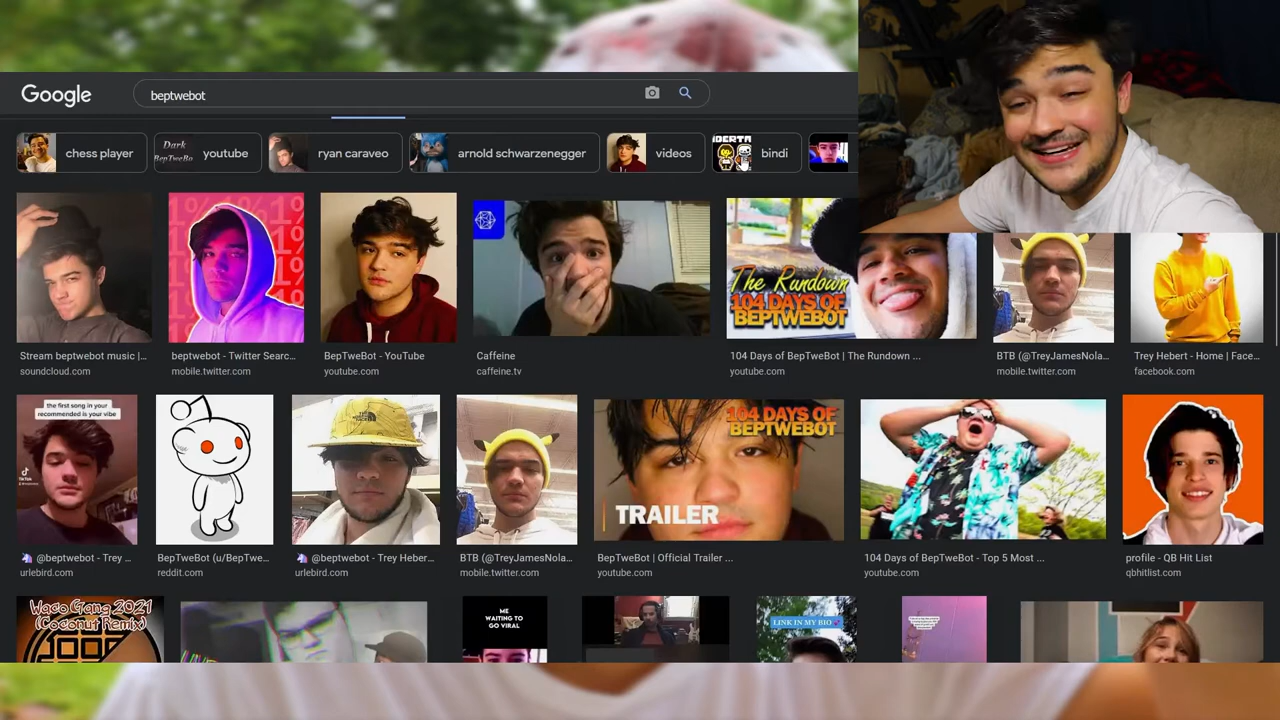 Google
beptwebot
chess player
Dark
BepTweBo
youtube
ryan caraveo
arnold schwarzenegger
videos
bindi
The Rundown
104 DAYS OF
BEPTWEBOT
Stream beptwebot music |...
soundcloud.com
beptwebot - Twitter Searc...
mobile.twitter.com
BepTweBot - YouTube
youtube.com
Caffeine
caffeine.tv
104 Days of BepTweBot | The Rundown ...
youtube.com
BTB (@TreyJamesNola...
mobile.twitter.com
Trey Hebert - Home | Face...
facebook.com
the first song in your
recommended is your vibe
TikTok
104 DAYS OF
BEPTWEBOT
TRAILER
🦄 @beptwebot - Trey ...
urlebird.com
BepTweBot (u/BepTwe...
reddit.com
🦄 @beptwebot - Trey Heber...
urlebird.com
BTB (@TreyJamesNola...
mobile.twitter.com
BepTweBot | Official Trailer ...
youtube.com
104 Days of BepTweBot - Top 5 Most ...
youtube.com
profile - QB Hit List
qbhitlist.com
Waco Gang 2021
(Coconut Remix)
ME
WAITING TO
GO VIRAL
LINK IN MY BIO